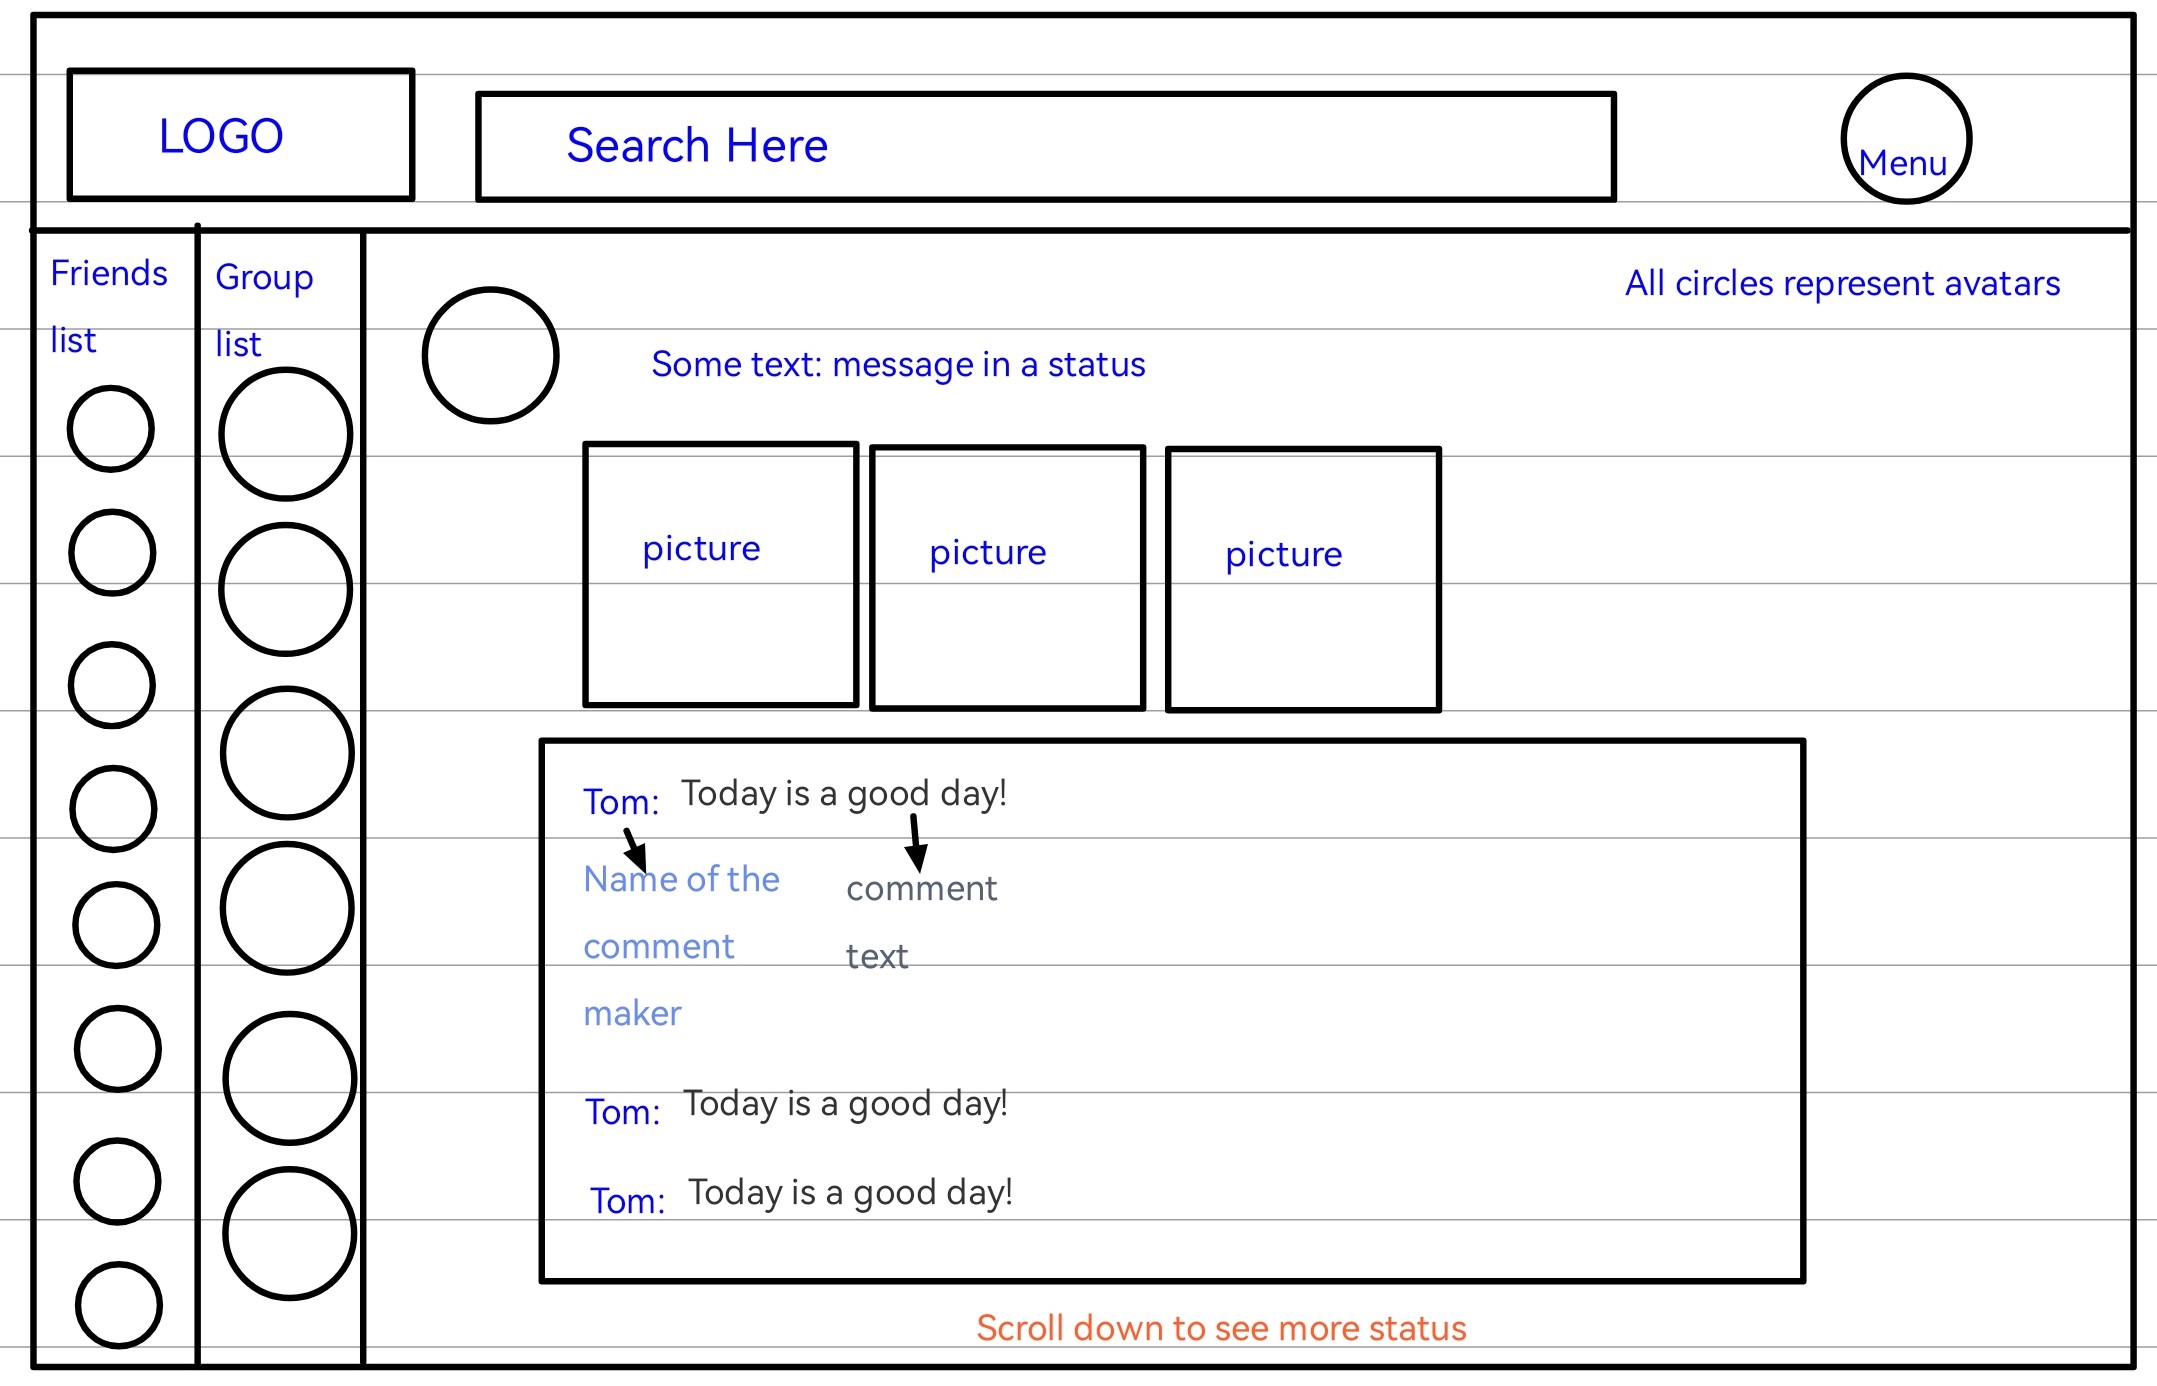 LOGO
Search Here
Menu
Friends
list
Group
list
All circles represent avatars
Some text: message in a status
picture
picture
picture
Tom: Today is a good day!
Name of the
comment
maker
comment
text
Tom: Today is a good day!
Tom: Today is a good day!
Scroll down to see more status